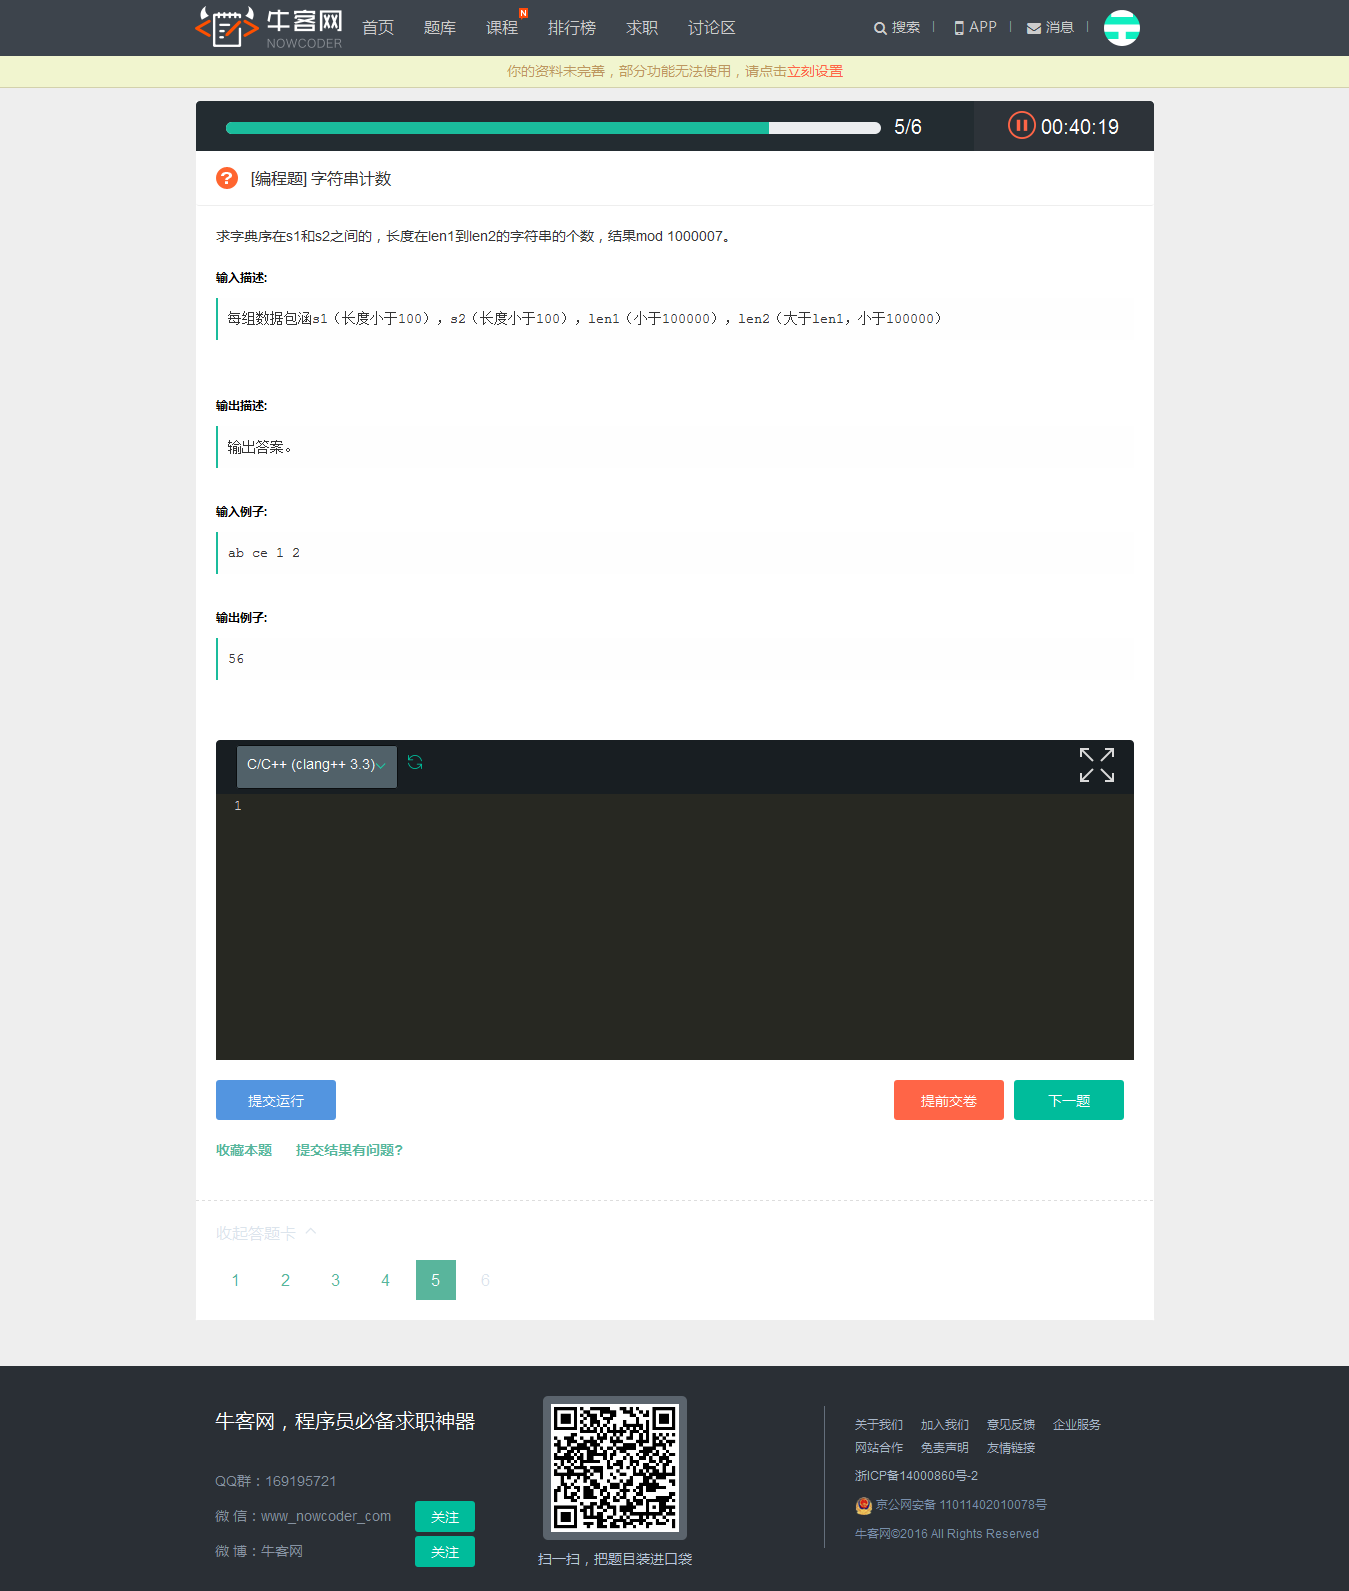 牛客网
NOWCODER
首页 题库 课程 N 排行榜 求职 讨论区 搜索 APP 消息
你的资料未完善，部分功能无法使用，请点击立刻设置
5/6 00:40:19
? [编程题] 字符串计数
求字典序在s1和s2之间的，长度在len1到len2的字符串的个数，结果mod 1000007。
输入描述:
每组数据包涵s1（长度小于100），s2（长度小于100），len1（小于100000），len2（大于len1，小于100000）
输出描述:
输出答案。
输入例子:
ab ce 1 2
输出例子:
56
C/C++ (clang++ 3.3)
1
提交运行 提前交卷 下一题
收藏本题 提交结果有问题?
收起答题卡
1 2 3 4 5 6
牛客网，程序员必备求职神器
QQ群：169195721
微 信：www_nowcoder_com 关注
微 博：牛客网 关注
扫一扫，把题目装进口袋
关于我们 加入我们 意见反馈 企业服务
网站合作 免责声明 友情链接
浙ICP备14000860号-2
京公网安备 11011402010078号
牛客网©2016 All Rights Reserved